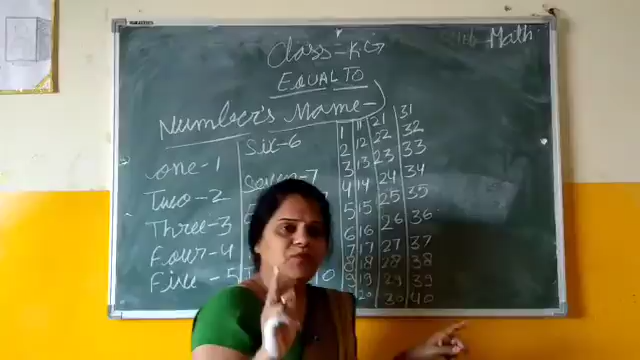 Class-KG
Sub-Math
EQUAL TO
Number's Mame-
one-1
Two-2
Three-3
Four-4
Five-5
Six-6
Seven-7
10
1 11 21 31
2 12 22 32
3 13 23 33
4 14 24 34
5 15 25 35
6 16 26 36
7 17 27 37
8 18 28 38
9 19 29 39
20 30 40